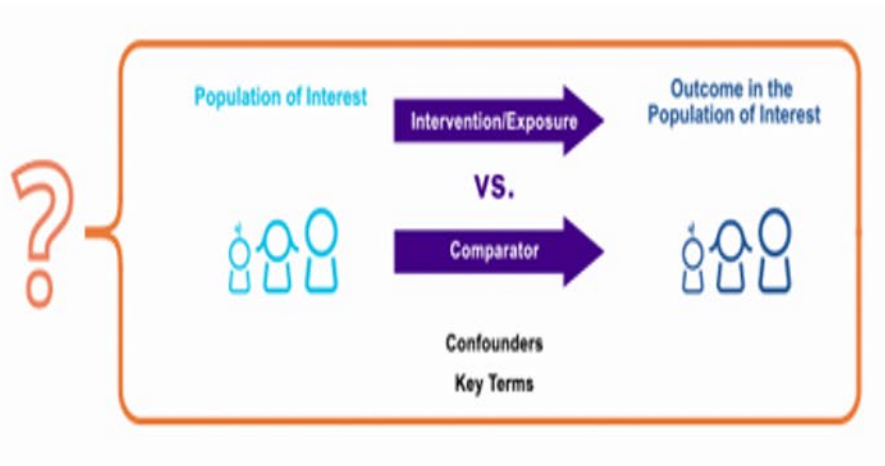 Population of Interest
Intervention/Exposure
Outcome in the
Population of Interest
vs.
Comparator
Confounders
Key Terms
?